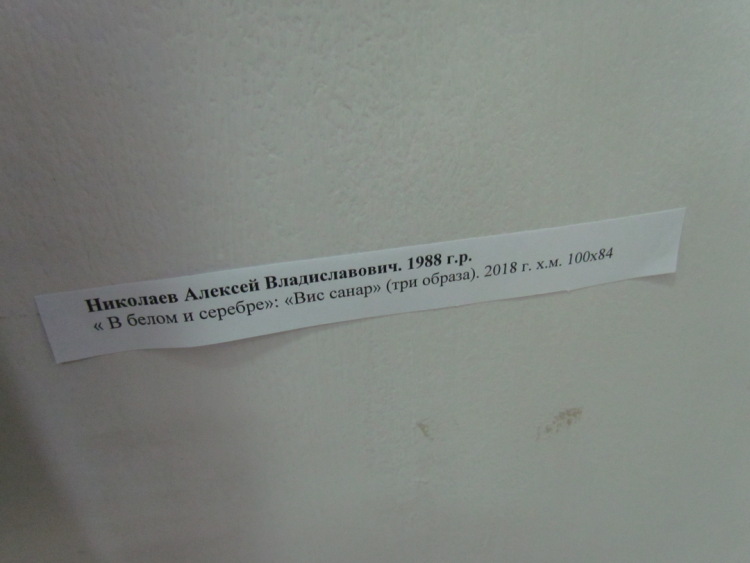 Николаев Алексей Владиславович. 1988 г.р.
« В белом и серебре»: «Вис санар» (три образа). 2018 г. х.м. 100х84